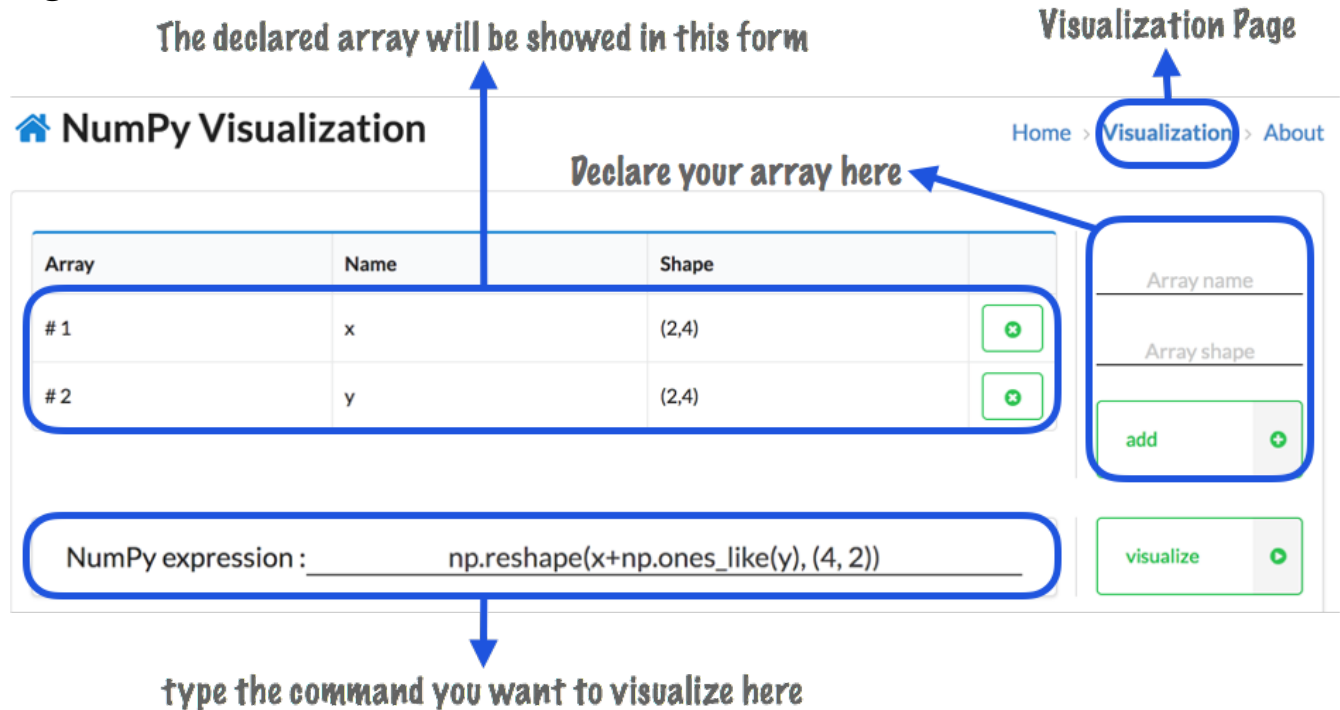 The declared array will be showed in this form
Visualization Page
NumPy Visualization
Home > Visualization > About
Declare your array here
Array Name Shape
Array name
# 1 x (2,4)
Array shape
# 2 y (2,4)
add
NumPy expression : np.reshape(x+np.ones_like(y), (4, 2))
visualize
type the command you want to visualize here